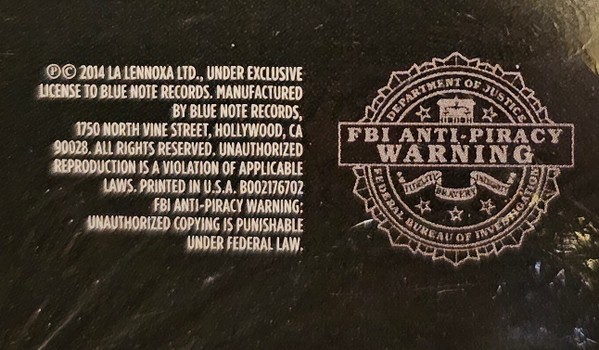 ℗© 2014 LA LENNOXA LTD., UNDER EXCLUSIVE
LICENSE TO BLUE NOTE RECORDS. MANUFACTURED
BY BLUE NOTE RECORDS,
1750 NORTH VINE STREET, HOLLYWOOD, CA
90028. ALL RIGHTS RESERVED. UNAUTHORIZED
REPRODUCTION IS A VIOLATION OF APPLICABLE
LAWS. PRINTED IN U.S.A. B002176702
FBI ANTI-PIRACY WARNING:
UNAUTHORIZED COPYING IS PUNISHABLE
UNDER FEDERAL LAW.
DEPARTMENT OF JUSTICE
FBI ANTI-PIRACY
WARNING
FIDELITY BRAVERY INTEGRITY
FEDERAL BUREAU OF INVESTIGATION